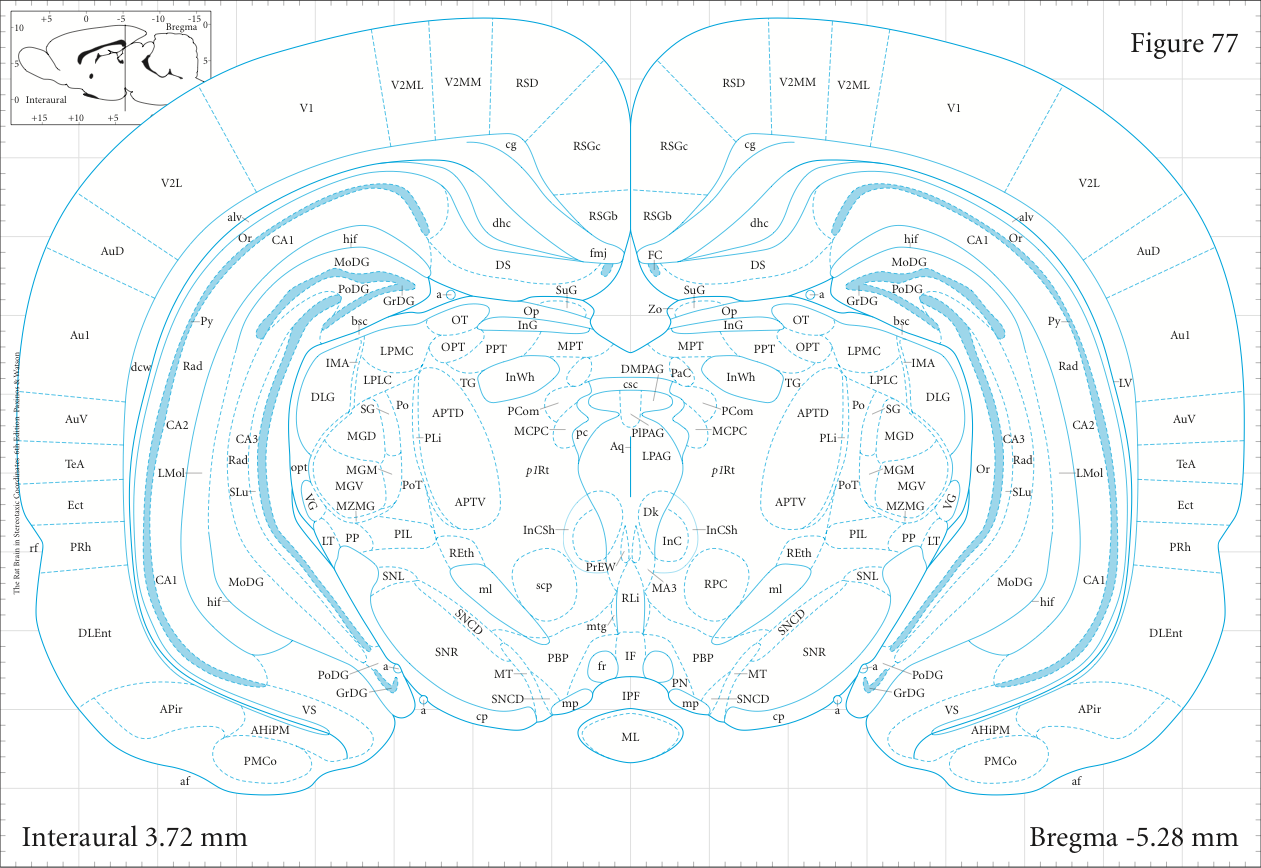 +5 0 -5 -10 -15
Bregma
0
10
5
5
0
Interaural
+15 +10 +5
Figure 77
V1 V2ML V2MM RSD RSD V2MM V2ML V1
RSGc cg RSGc cg
V2L V2L
alv RSGb RSGb alv
Or CA1 hif dhc dhc hif CA1 Or
AuD fmj FC AuD
MoDG DS DS MoDG
PoDG SuG SuG PoDG
a GrDG a GrDG
Py bsc Op Zo Op bsc Py
OT InG InG OT
Au1 Au1
LPMC OPT PPT MPT MPT PPT OPT LPMC
dcw Rad IMA DMPAG IMA Rad
LPLC TG InWh csc PaC InWh TG LPLC LV
DLG DLG
SG Po APTD PCom PCom APTD Po SG
AuV CA2 MCPC pc PlPAG MCPC CA2 AuV
CA3 MGD PLi Aq PLi MGD CA3
Rad LPAG Rad
TeA LMol opt MGM p1Rt p1Rt MGM Or LMol TeA
SLu MGV PoT PoT MGV SLu
Ect VG MZMG APTV Dk APTV MZMG VG Ect
InCSh InCSh
rf PRh LT PP PIL InC PIL PP LT PRh
REth REth
CA1 SNL PrEW SNL CA1
MoDG ml scp MA3 RPC ml MoDG
hif RLi hif
SNCD mtg SNCD
DLEnt DLEnt
SNR PBP IF PBP SNR
a fr a
PoDG MT PN MT PoDG
GrDG SNCD IPF SNCD GrDG
APir VS a cp mp mp cp a VS APir
AHiPM ML AHiPM
PMCo PMCo
af af
The Rat Brain in Stereotaxic Coordinates 6th Edition Paxinos & Watson
Interaural 3.72 mm
Bregma -5.28 mm